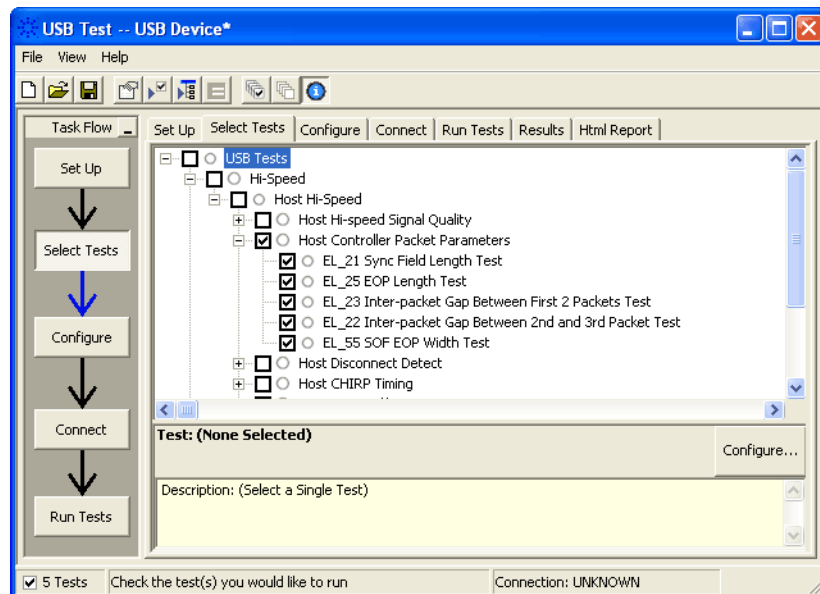 USB Test -- USB Device*
File View Help
Task Flow
Set Up Select Tests Configure Connect Run Tests Results Html Report
Set Up
Select Tests
Configure
Connect
Run Tests
USB Tests
Hi-Speed
Host Hi-Speed
Host Hi-speed Signal Quality
Host Controller Packet Parameters
EL_21 Sync Field Length Test
EL_25 EOP Length Test
EL_23 Inter-packet Gap Between First 2 Packets Test
EL_22 Inter-packet Gap Between 2nd and 3rd Packet Test
EL_55 SOF EOP Width Test
Host Disconnect Detect
Host CHIRP Timing
Test: (None Selected)
Configure...
Description: (Select a Single Test)
5 Tests Check the test(s) you would like to run Connection: UNKNOWN